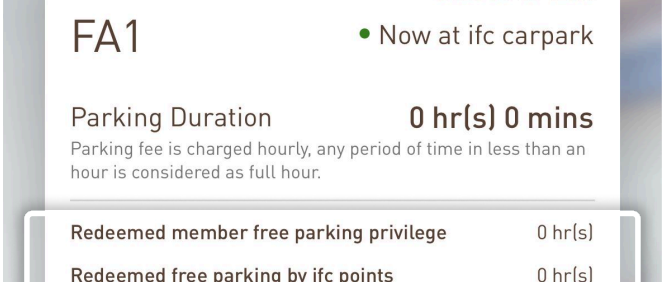 FA1
Now at ifc carpark
Parking Duration
0 hr(s) 0 mins
Parking fee is charged hourly, any period of time in less than an
hour is considered as full hour.
Redeemed member free parking privilege
0 hr(s)
Redeemed free parking by ifc points
0 hr(s)